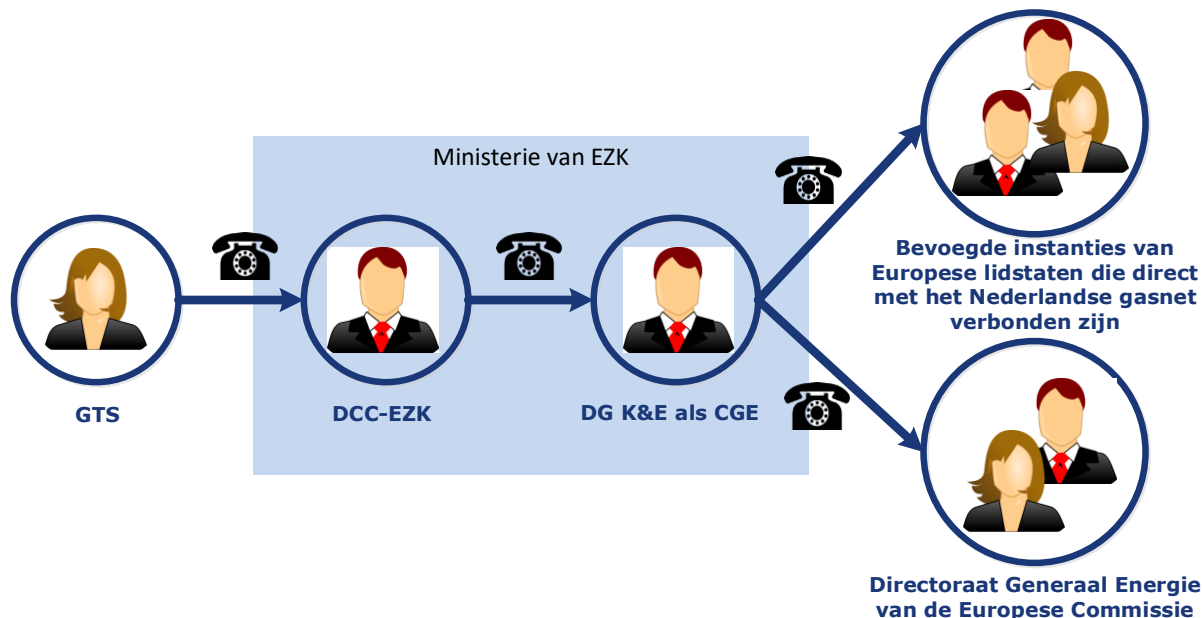 Ministerie van EZK
GTS
DCC-EZK
DG K&E als CGE
Bevoegde instanties van
Europese lidstaten die direct
met het Nederlandse gasnet
verbonden zijn
Directoraat Generaal Energie
van de Europese Commissie